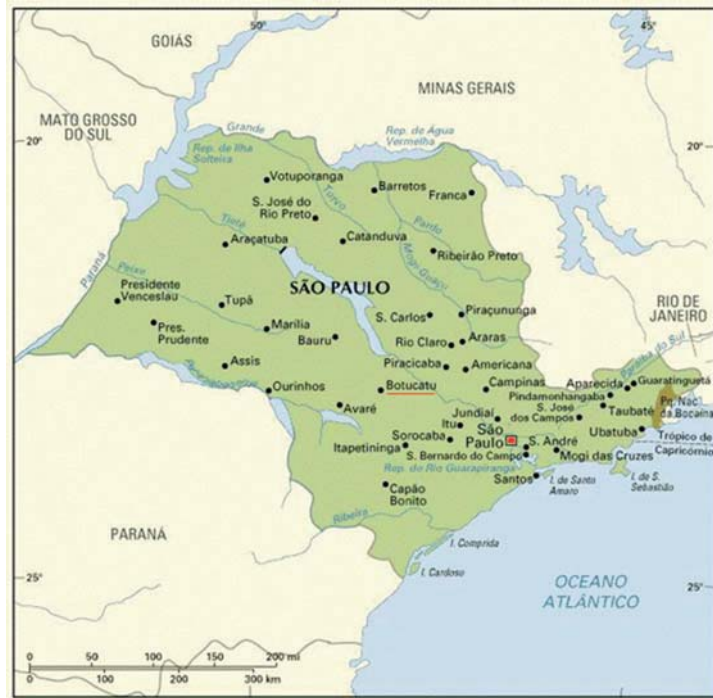 50°
45°
GOIÁS
MINAS GERAIS
MATO GROSSO
DO SUL
20°
20°
Grande
Rep. de Ilha
Solteira
Rep. de Água
Vermelha
Votuporanga
Barretos
Franca
S. José do
Rio Preto
Turvo
Pardo
Tietê
Araçatuba
Catanduva
Ribeirão Preto
Mogi Guaçu
Paraná
Peixe
Presidente
Venceslau
SÃO PAULO
Tupã
S. Carlos
Piraçununga
RIO DE
JANEIRO
Pres.
Prudente
Marília
Bauru
Rio Claro
Araras
Paraíba do Sul
Assis
Piracicaba
Americana
Aparecida
Guaratinguetá
Ourinhos
Botucatu
Campinas
Pindamonhangaba
Pq. Nac.
da Bocaina
Avaré
Jundiaí
S. José
dos Campos
Taubaté
Itu
São
Paulo
Ubatuba
Trópico de
Capricórnio
Sorocaba
S. André
Itapetininga
S. Bernardo do Campo
Mogi das Cruzes
Rep. do Rio Guarapiranga
Santos
I. de Santo
Amaro
I. de S.
Sebastião
Capão
Bonito
PARANÁ
Ribeira
I. Comprida
I. Cardoso
25°
25°
OCEANO
ATLÂNTICO
0 50 100 150 200 mi
0 100 200 300 km